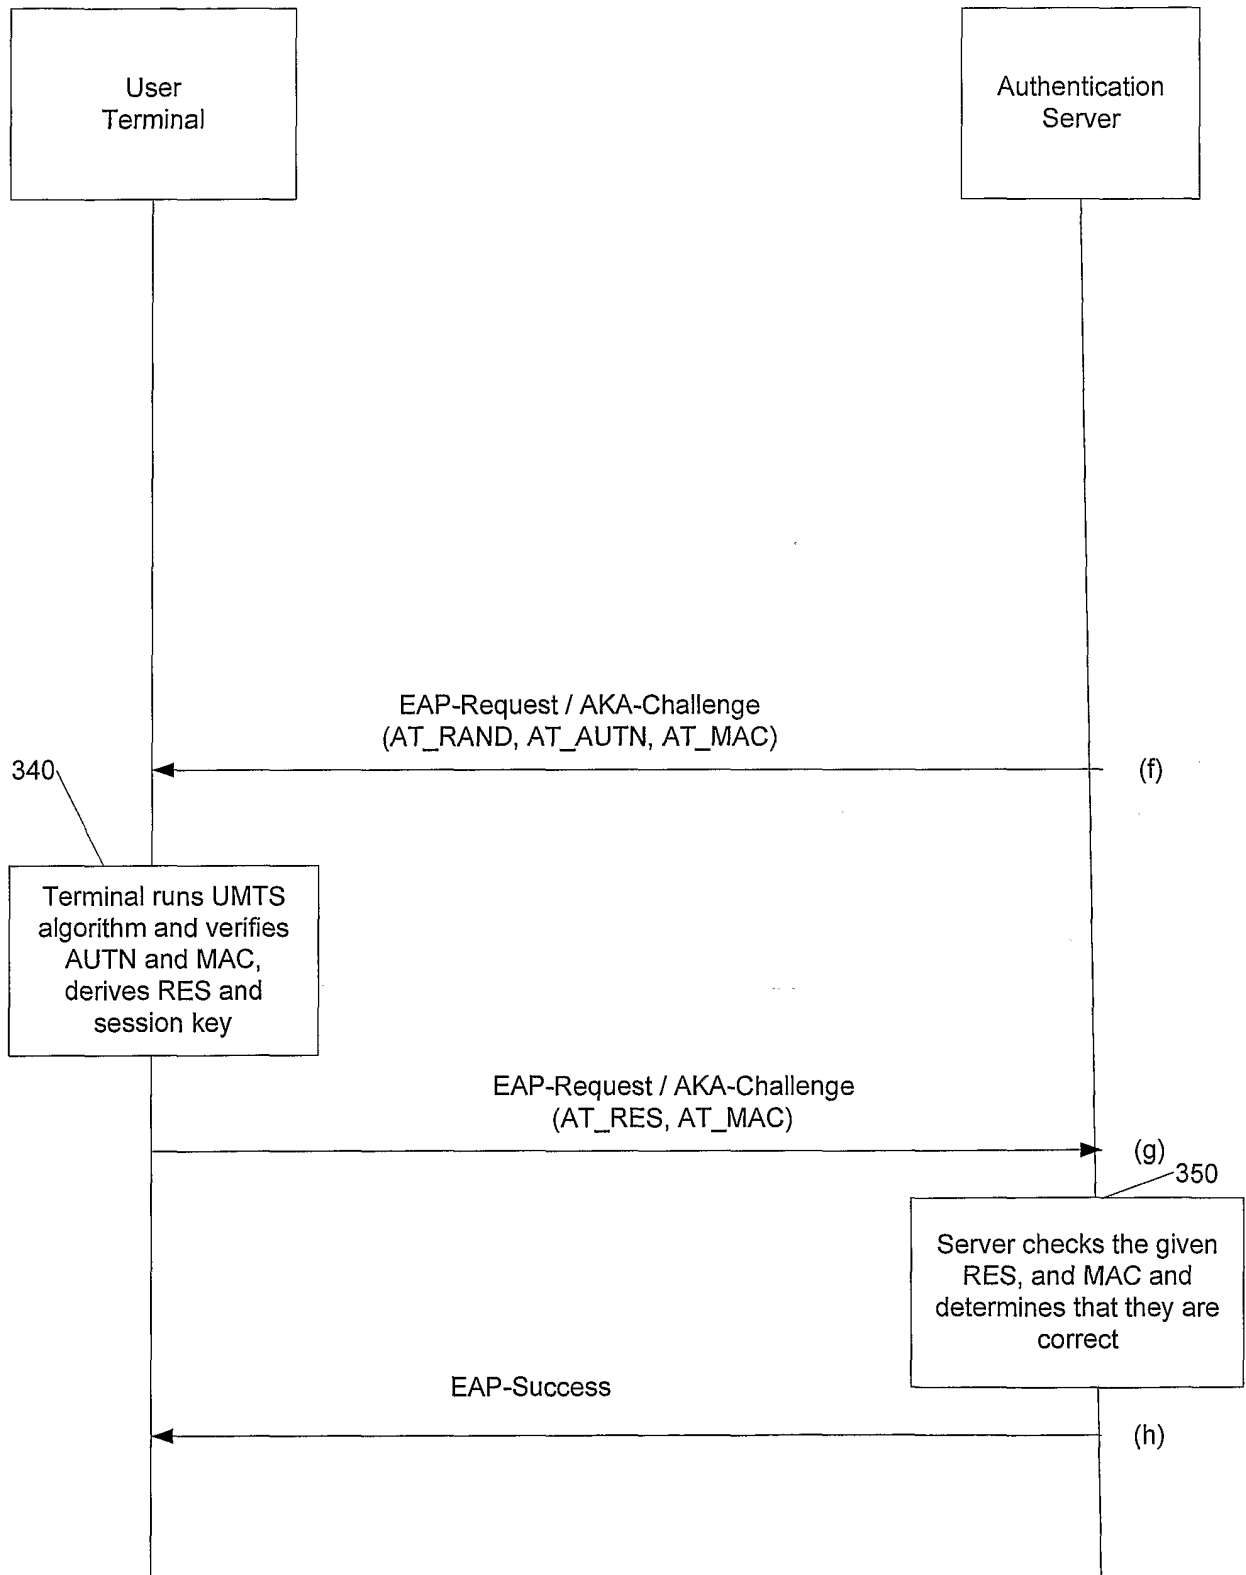 User
Terminal
Authentication
Server
EAP-Request / AKA-Challenge
(AT_RAND, AT_AUTN, AT_MAC)
340
(f)
Terminal runs UMTS
algorithm and verifies
AUTN and MAC,
derives RES and
session key
EAP-Request / AKA-Challenge
(AT_RES, AT_MAC)
(g)
350
Server checks the given
RES, and MAC and
determines that they are
correct
EAP-Success
(h)